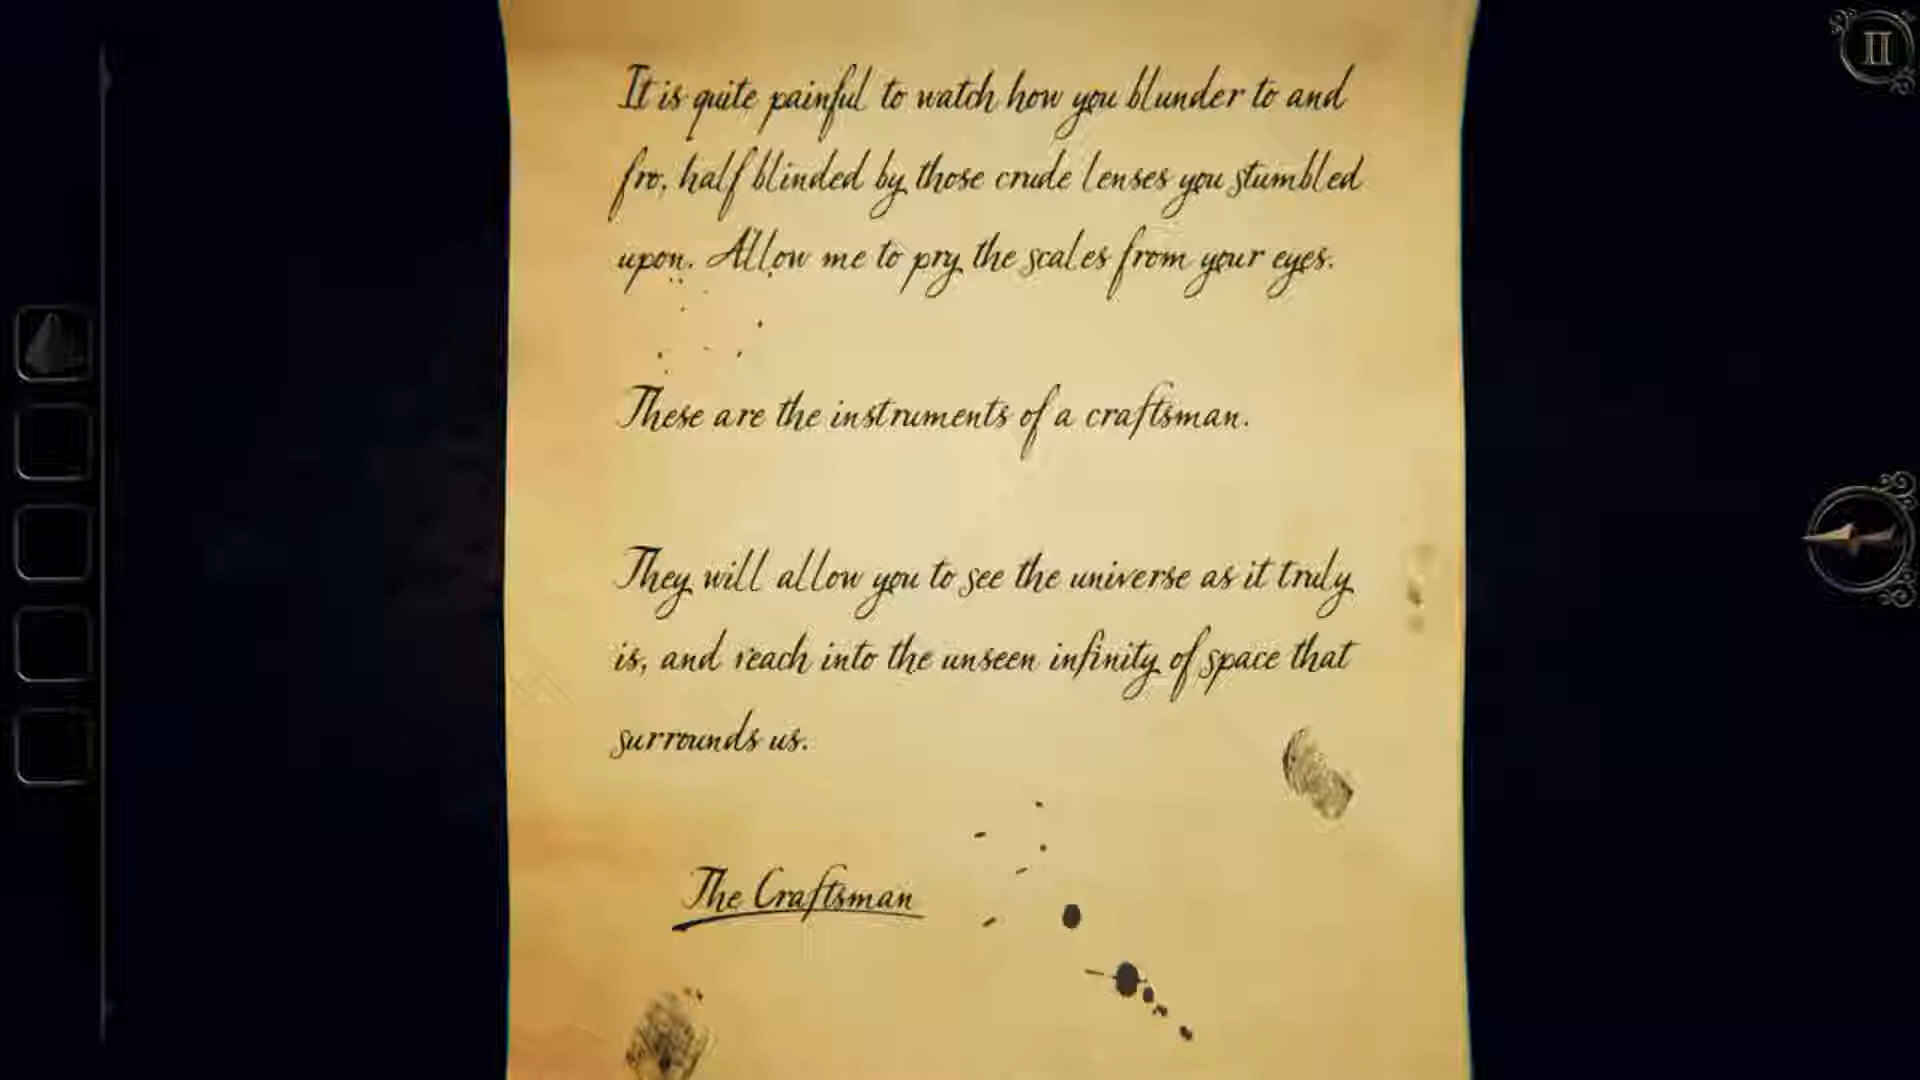 It is quite painful to watch how you blunder to and
fro, half blinded by those crude lenses you stumbled
upon. Allow me to pry the scales from your eyes.
These are the instruments of a craftsman.
They will allow you to see the universe as it truly
is, and reach into the unseen infinity of space that
surrounds us.
The Craftsman